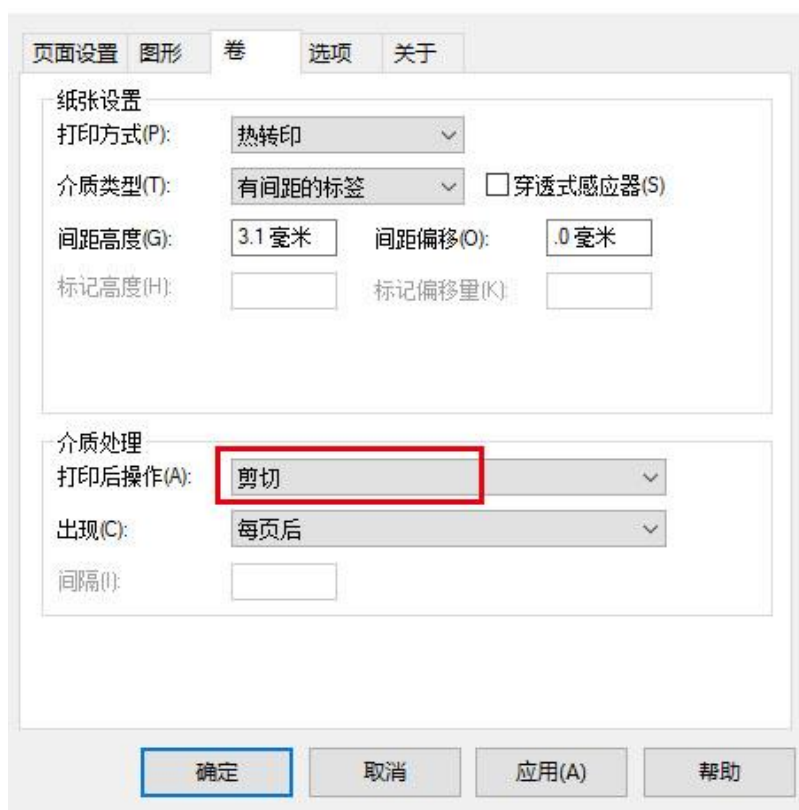 页面设置 图形 卷 选项 关于
纸张设置
打印方式(P): 热转印
介质类型(T): 有间距的标签 穿透式感应器(S)
间距高度(G): 3.1 毫米 间距偏移(O): .0 毫米
标记高度(H): 标记偏移量(K):
介质处理
打印后操作(A): 剪切
出现(C): 每页后
间隔(I):
确定 取消 应用(A) 帮助